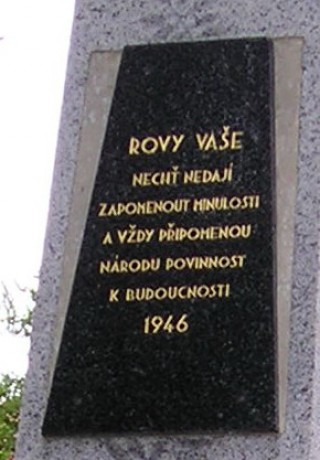 ROVY VAŠE
NECHŤ NEDAJÍ
ZAPOMENOUT MINULOSTI
A VŽDY PŘIPOMENOU
NÁRODU POVINNOST
K BUDOUCNOSTI
1946